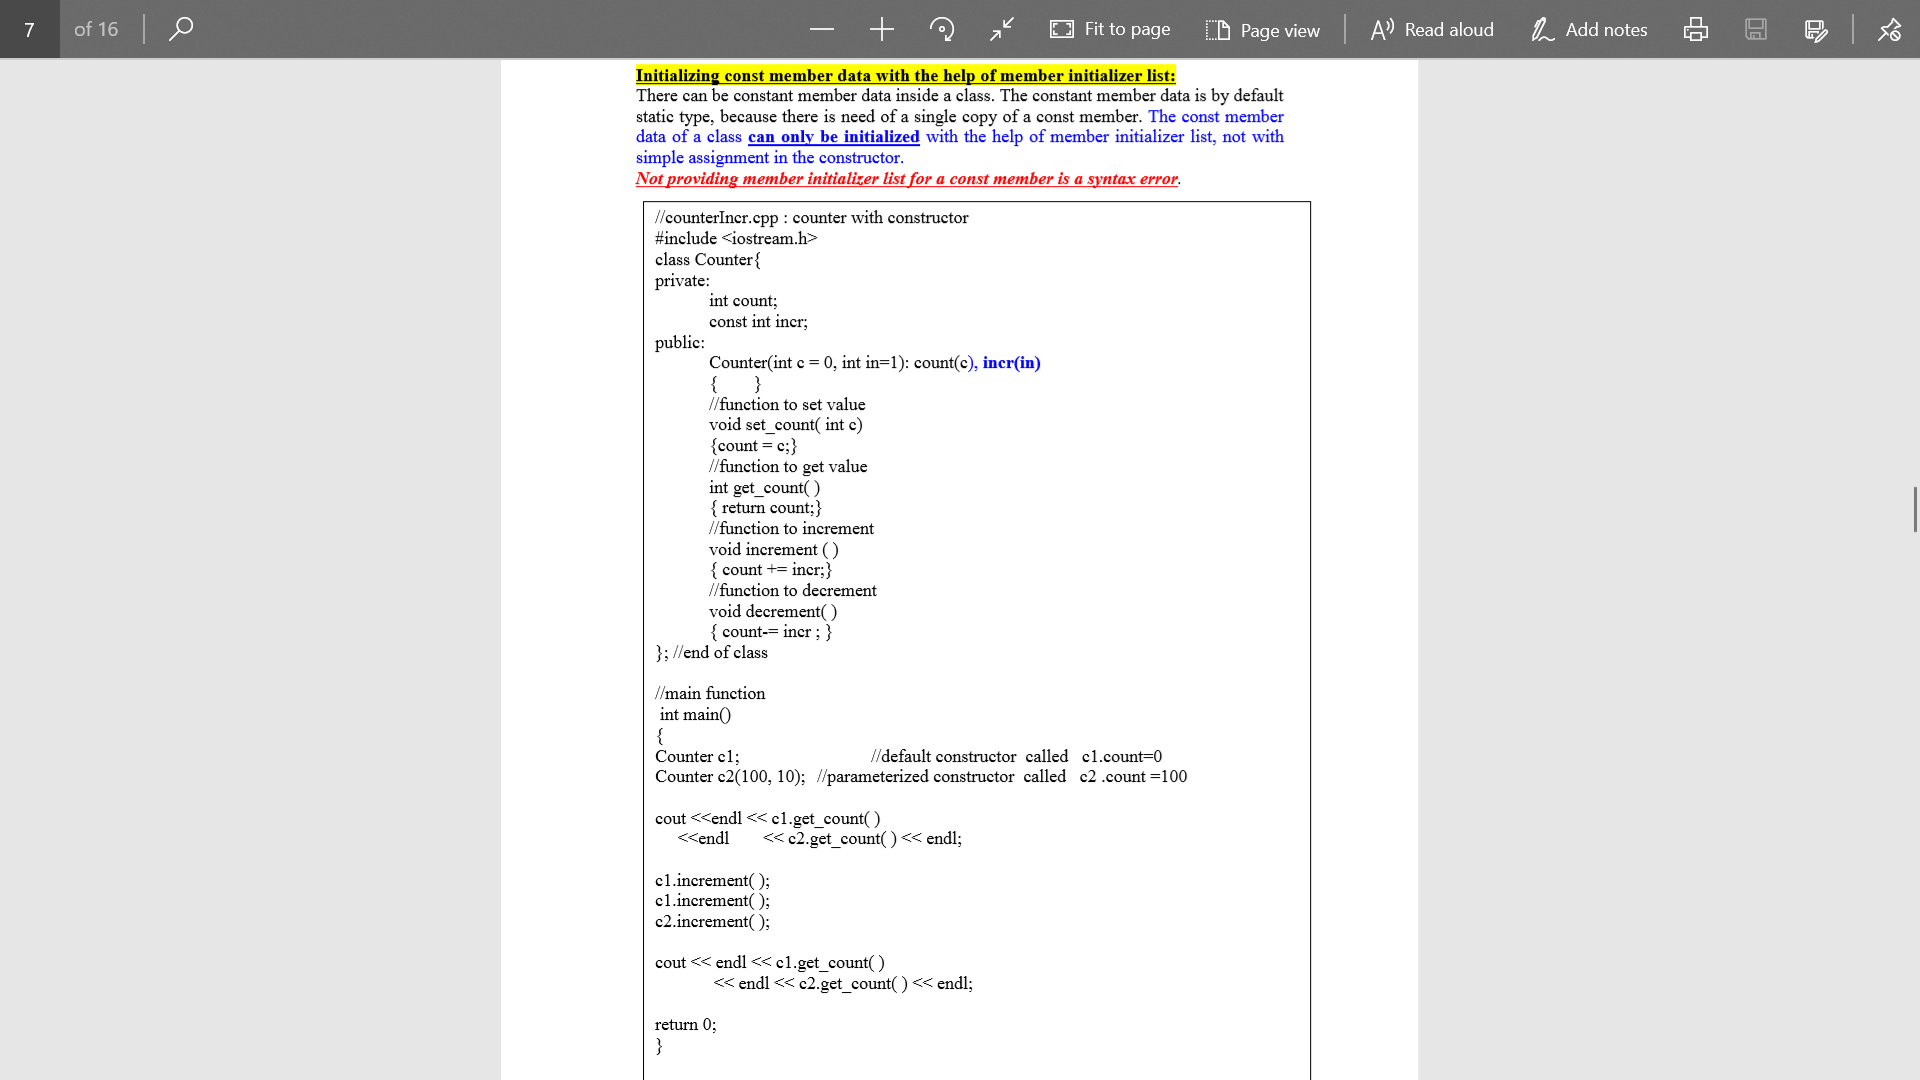 7 of 16 Fit to page Page view Read aloud Add notes
Initializing const member data with the help of member initializer list:
There can be constant member data inside a class. The constant member data is by default
static type, because there is need of a single copy of a const member. The const member
data of a class can only be initialized with the help of member initializer list, not with
simple assignment in the constructor.
Not providing member initializer list for a const member is a syntax error.
//counterIncr.cpp : counter with constructor
#include <iostream.h>
class Counter{
private:
int count;
const int incr;
public:
Counter(int c = 0, int in=1): count(c), incr(in)
{ }
//function to set value
void set_count( int c)
{count = c;}
//function to get value
int get_count( )
{ return count;}
//function to increment
void increment ( )
{ count += incr;}
//function to decrement
void decrement( )
{ count-= incr ; }
}; //end of class
//main function
int main()
{
Counter c1; //default constructor called c1.count=0
Counter c2(100, 10); //parameterized constructor called c2 .count =100
cout <<endl << c1.get_count( )
<<endl << c2.get_count( ) << endl;
c1.increment( );
c1.increment( );
c2.increment( );
cout << endl << c1.get_count( )
<< endl << c2.get_count( ) << endl;
return 0;
}